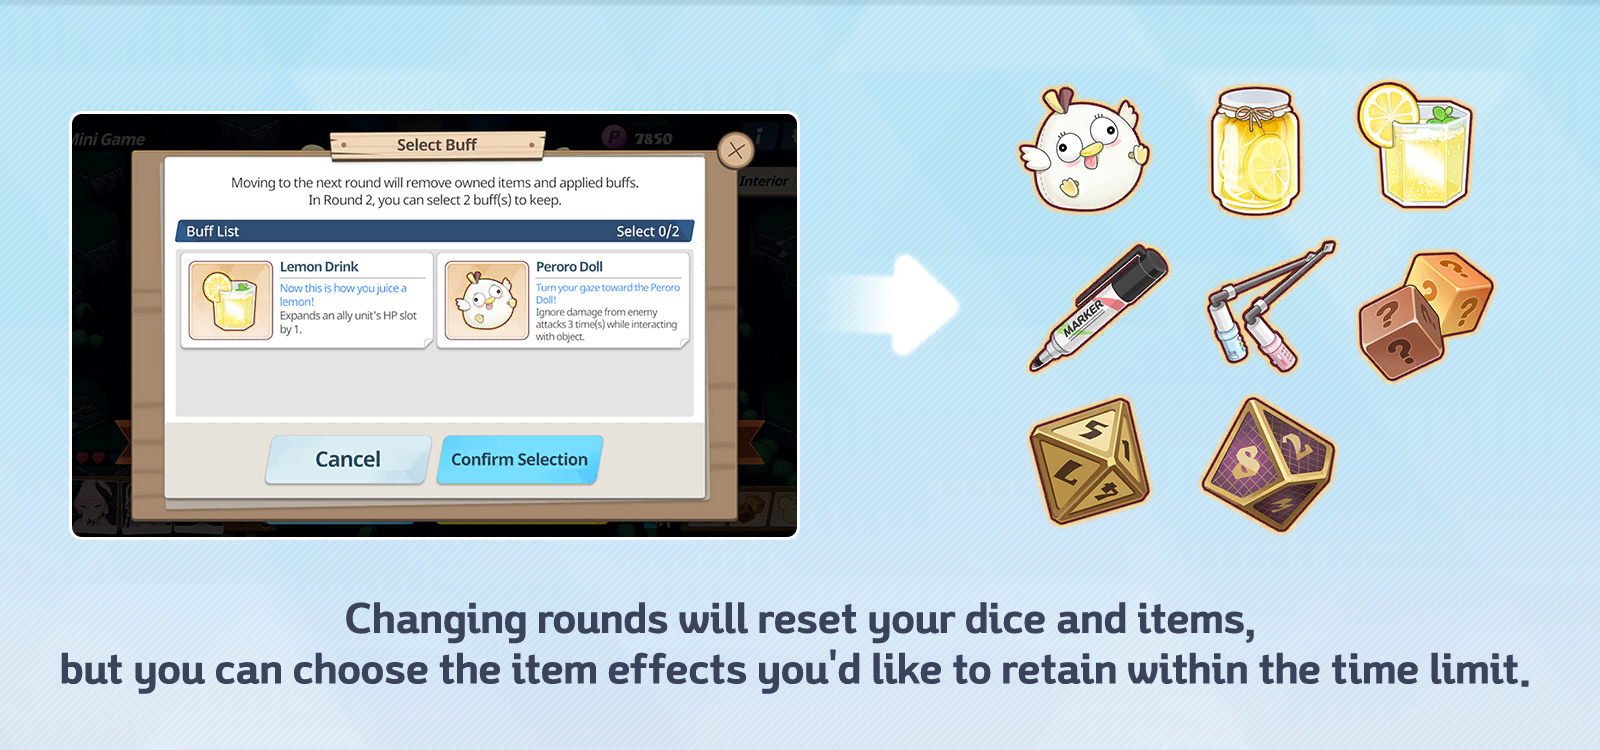 Mini Game
7850
Interior
Select Buff
Moving to the next round will remove owned items and applied buffs.
In Round 2, you can select 2 buff(s) to keep.
Buff List
Select 0/2
Lemon Drink
Now this is how you juice a
lemon!
Expands an ally unit's HP slot
by 1.
Peroro Doll
Turn your gaze toward the Peroro
Doll!
Ignore damage from enemy
attacks 3 time(s) while interacting
with object.
Cancel
Confirm Selection
MARKER
? ? ?
? ? ?
5 1
4
8 2
Changing rounds will reset your dice and items,
but you can choose the item effects you'd like to retain within the time limit.